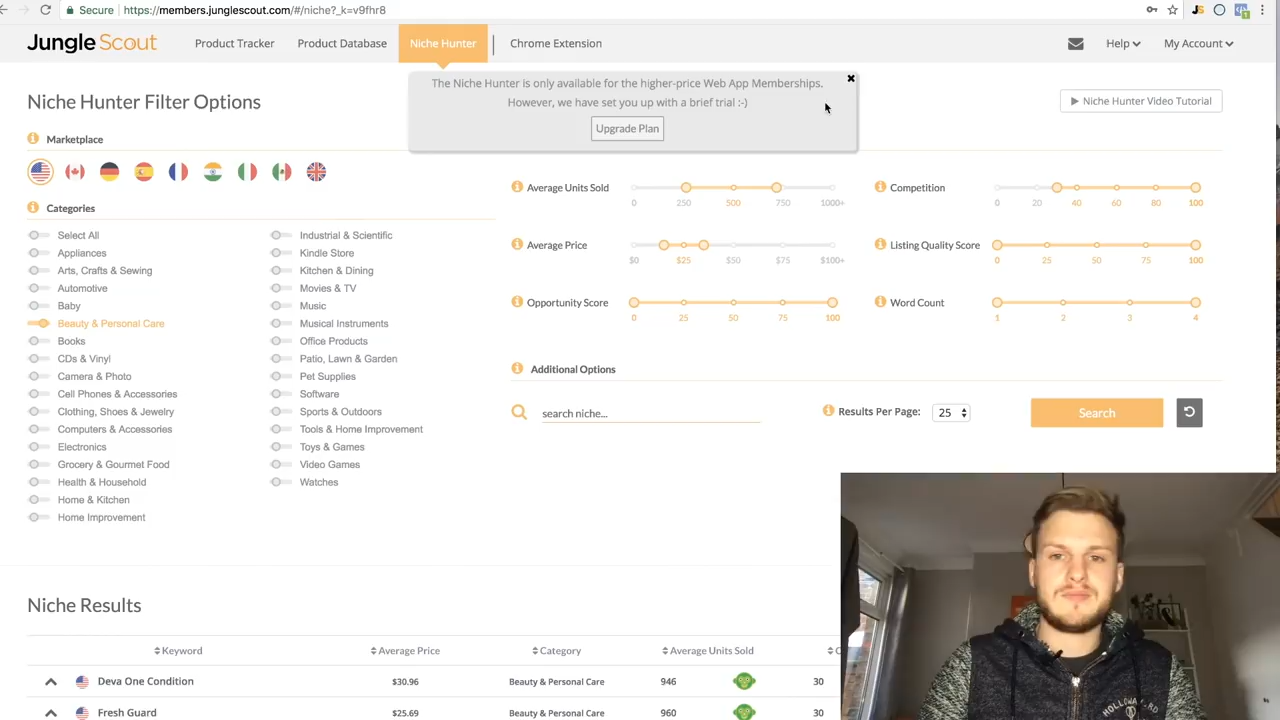 Secure https://members.junglescout.com/#/niche?_k=v9fhr8
Jungle Scout
Product Tracker
Product Database
Niche Hunter
Chrome Extension
Help
My Account
The Niche Hunter is only available for the higher-price Web App Memberships.
However, we have set you up with a brief trial :-)
Upgrade Plan
Niche Hunter Filter Options
Niche Hunter Video Tutorial
Marketplace
Categories
Select All
Appliances
Arts, Crafts & Sewing
Automotive
Baby
Beauty & Personal Care
Books
CDs & Vinyl
Camera & Photo
Cell Phones & Accessories
Clothing, Shoes & Jewelry
Computers & Accessories
Electronics
Grocery & Gourmet Food
Health & Household
Home & Kitchen
Home Improvement
Industrial & Scientific
Kindle Store
Kitchen & Dining
Movies & TV
Music
Musical Instruments
Office Products
Patio, Lawn & Garden
Pet Supplies
Software
Sports & Outdoors
Tools & Home Improvement
Toys & Games
Video Games
Watches
Average Units Sold
0 250 500 750 1000+
Average Price
$0 $25 $50 $75 $100+
Opportunity Score
0 25 50 75 100
Competition
0 20 40 60 80 100
Listing Quality Score
0 25 50 75 100
Word Count
1 2 3 4
Additional Options
search niche...
Results Per Page: 25
Search
Niche Results
Keyword Average Price Category Average Units Sold
Deva One Condition $30.96 Beauty & Personal Care 946 30
Fresh Guard $25.69 Beauty & Personal Care 960 30